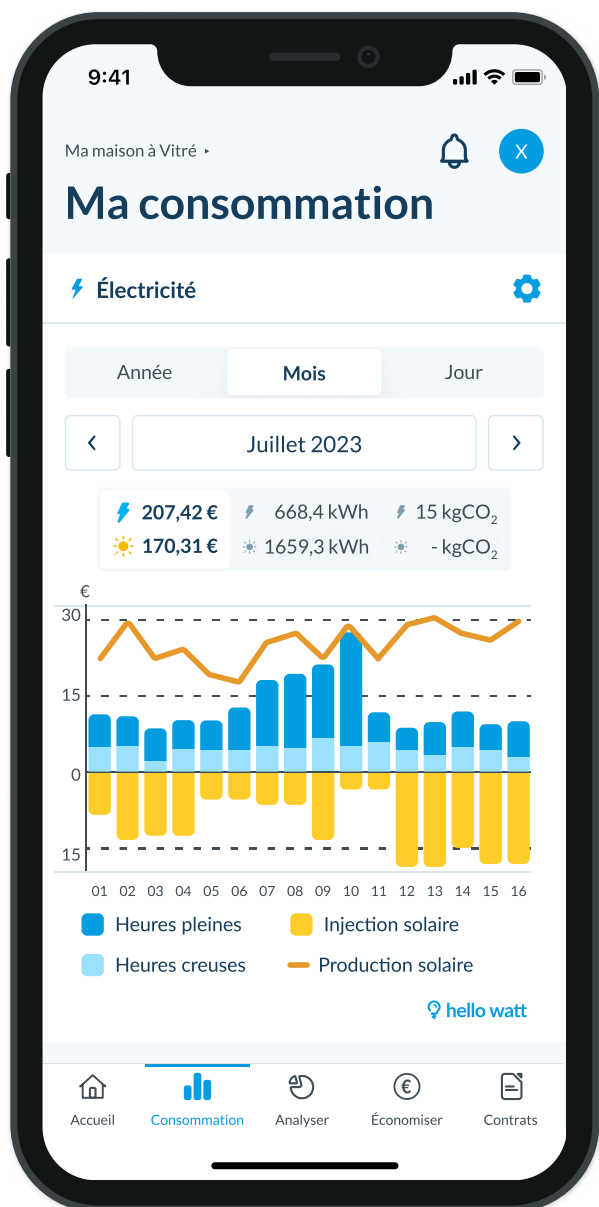 9:41
Ma maison à Vitré ▸
X
Ma consommation
Électricité
Année Mois Jour
Juillet 2023
207,42 € 668,4 kWh 15 kgCO₂
170,31 € 1659,3 kWh - kgCO₂
€
30
15
0
15
01 02 03 04 05 06 07 08 09 10 11 12 13 14 15 16
Heures pleines Injection solaire
Heures creuses Production solaire
hello watt
Accueil Consommation Analyser Économiser Contrats